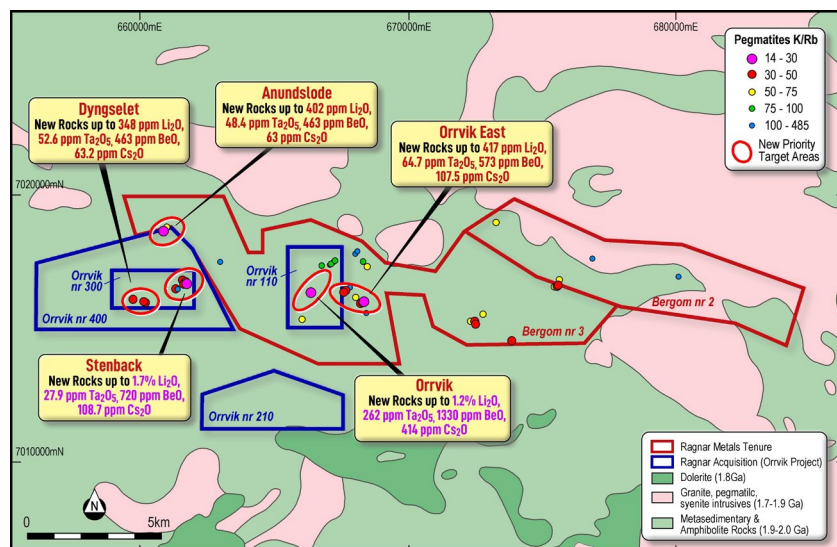 660000mE
670000mE
680000mE
Pegmatites K/Rb
14 - 30
30 - 50
50 - 75
75 - 100
100 - 485
New Priority
Target Areas
Anundslode
New Rocks up to 402 ppm Li2O,
48.4 ppm Ta2O5, 463 ppm BeO,
63 ppm Cs2O
Dyngselet
New Rocks up to 348 ppm Li2O,
52.6 ppm Ta2O5, 463 ppm BeO,
63.2 ppm Cs2O
Orrvik East
New Rocks up to 417 ppm Li2O,
64.7 ppm Ta2O5, 573 ppm BeO,
107.5 ppm Cs2O
7020000mN
Orrvik
nr 300
Orrvik
nr 110
Orrvik nr 400
Bergom nr 2
Bergom nr 3
Stenback
New Rocks up to 1.7% Li2O,
27.9 ppm Ta2O5, 720 ppm BeO,
108.7 ppm Cs2O
Orrvik
New Rocks up to 1.2% Li2O,
262 ppm Ta2O5, 1330 ppm BeO,
414 ppm Cs2O
Orrvik nr 210
7010000mN
N
0
5km
Ragnar Metals Tenure
Ragnar Acquisition (Orrvik Project)
Dolerite (1.8Ga)
Granite, pegmatilc,
syenite intrusives (1.7-1.9 Ga)
Metasedimentary &
Amphibolite Rocks (1.9-2.0 Ga)